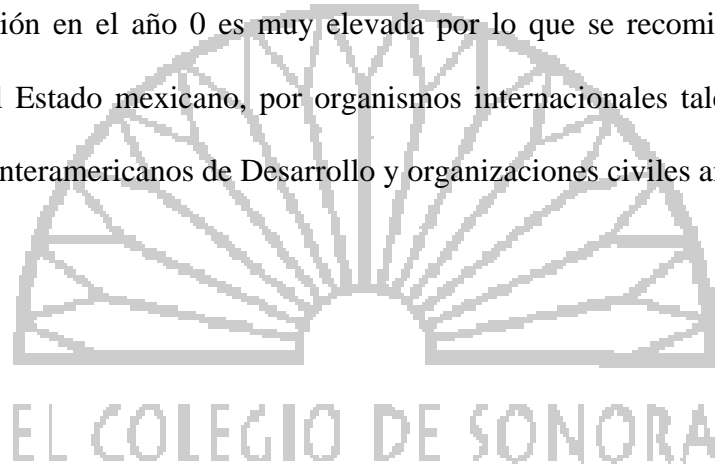 ión en el año 0 es muy elevada por lo que se recomi
l Estado mexicano, por organismos internacionales tal
nteramericanos de Desarrollo y organizaciones civiles a
EL COLEGIO DE SONORA